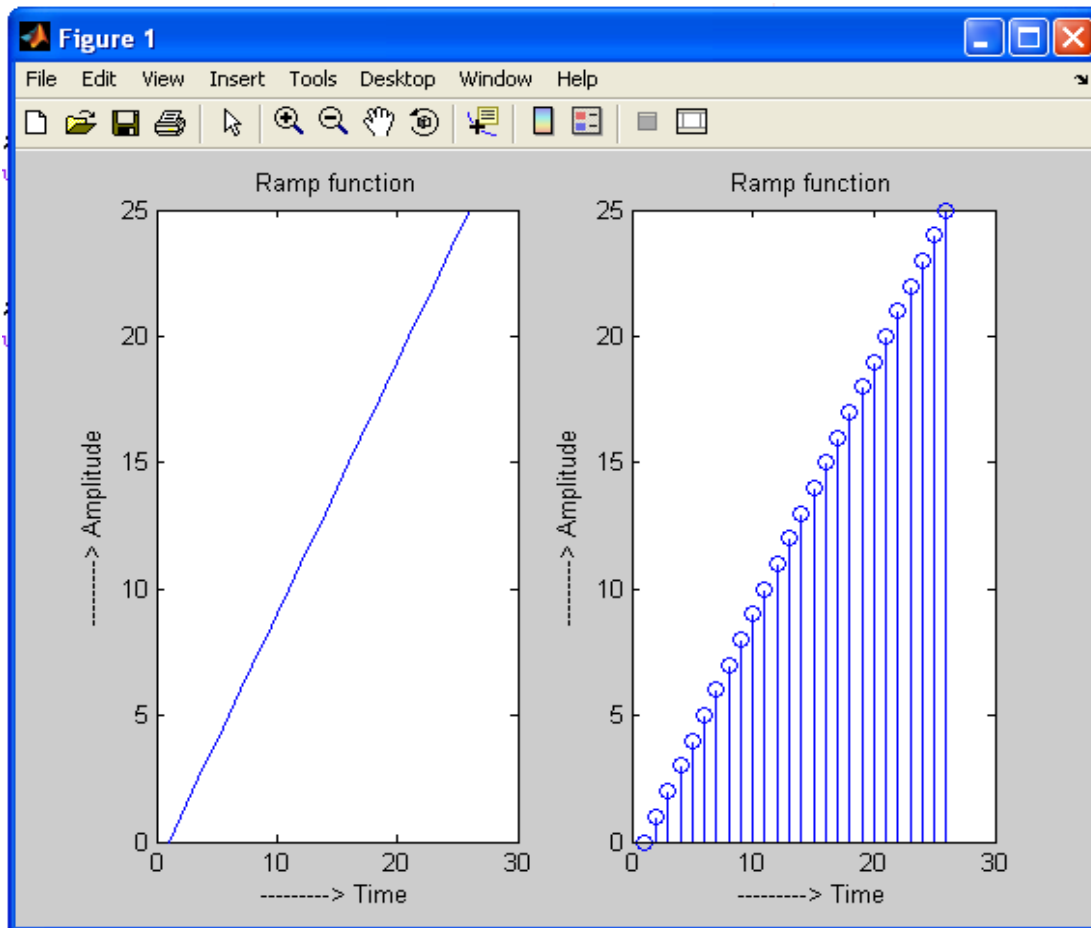 Figure 1
File Edit View Insert Tools Desktop Window Help
Ramp function
25
20
15
10
5
0
0 10 20 30
---------> Amplitude
---------> Time
Ramp function
25
20
15
10
5
0
0 10 20 30
---------> Amplitude
---------> Time